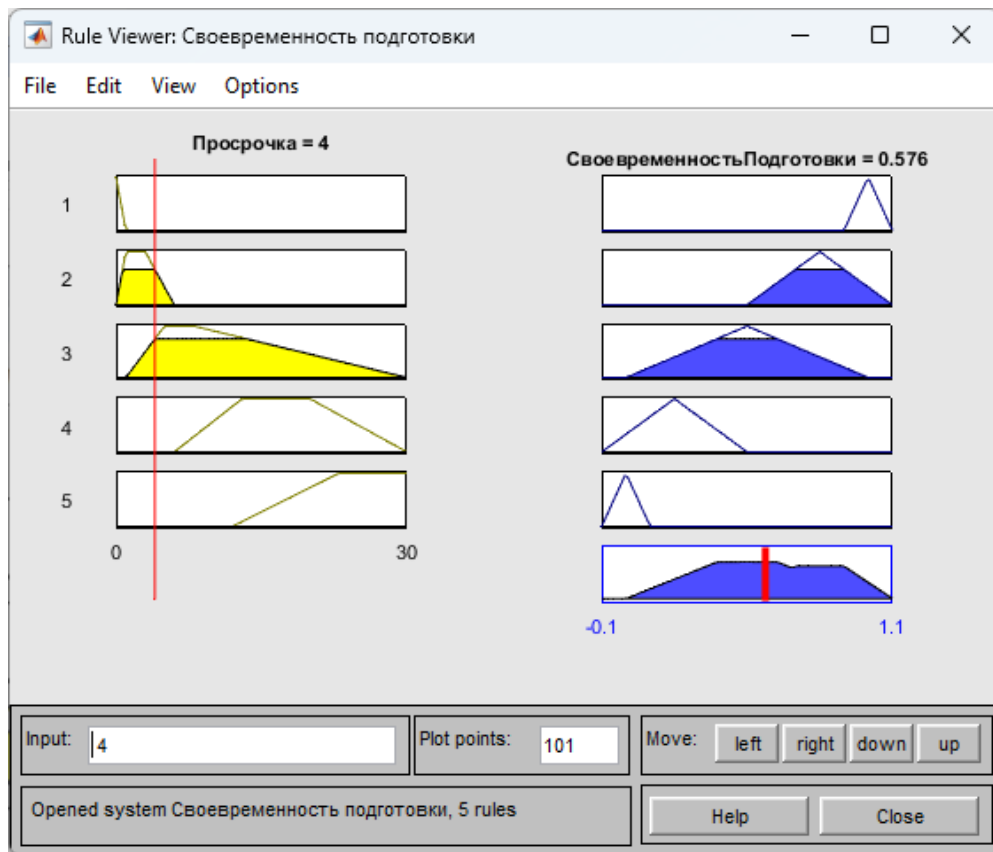 Rule Viewer: Своевременность подготовки
File Edit View Options
Просрочка = 4
СвоевременностьПодготовки = 0.576
1
2
3
4
5
0 30
-0.1 1.1
Input: 4 Plot points: 101 Move: left right down up
Opened system Своевременность подготовки, 5 rules Help Close